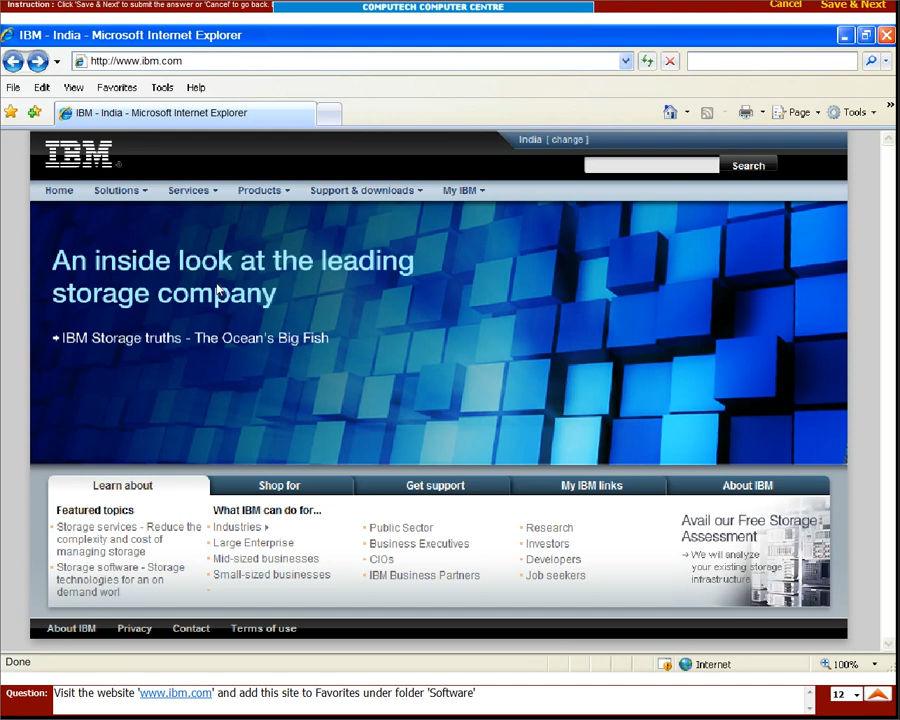 Instruction : Click 'Save & Next' to submit the answer or 'Cancel' to go back.
COMPUTECH COMPUTER CENTRE
Cancel Save & Next
IBM - India - Microsoft Internet Explorer
http://www.ibm.com
File Edit View Favorites Tools Help
IBM - India - Microsoft Internet Explorer
Page Tools
India [ change ]
IBM
Search
Home Solutions Services Products Support & downloads My IBM
An inside look at the leading
storage company
IBM Storage truths - The Ocean's Big Fish
Learn about Shop for Get support My IBM links About IBM
Featured topics
Storage services - Reduce the
complexity and cost of
managing storage
Storage software - Storage
technologies for an on
demand worl
What IBM can do for...
Industries
Large Enterprise
Mid-sized businesses
Small-sized businesses
Public Sector
Business Executives
CIOs
IBM Business Partners
Research
Investors
Developers
Job seekers
Avail our Free Storage
Assessment
We will analyze
your existing storage
infrastructure
About IBM Privacy Contact Terms of use
Done
Internet
100%
Question: Visit the website 'www.ibm.com' and add this site to Favorites under folder 'Software'
12